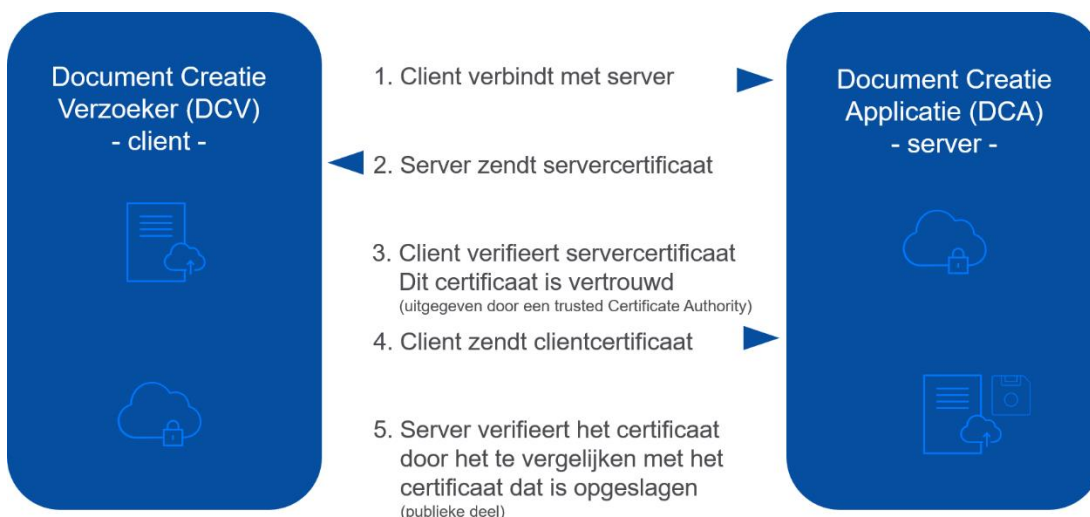 Document Creatie
Verzoeker (DCV)
- client -
1. Client verbindt met server
2. Server zendt servercertificaat
3. Client verifieert servercertificaat
Dit certificaat is vertrouwd
(uitgegeven door een trusted Certificate Authority)
4. Client zendt clientcertificaat
5. Server verifieert het certificaat
door het te vergelijken met het
certificaat dat is opgeslagen
(publieke deel)
Document Creatie
Applicatie (DCA)
- server -